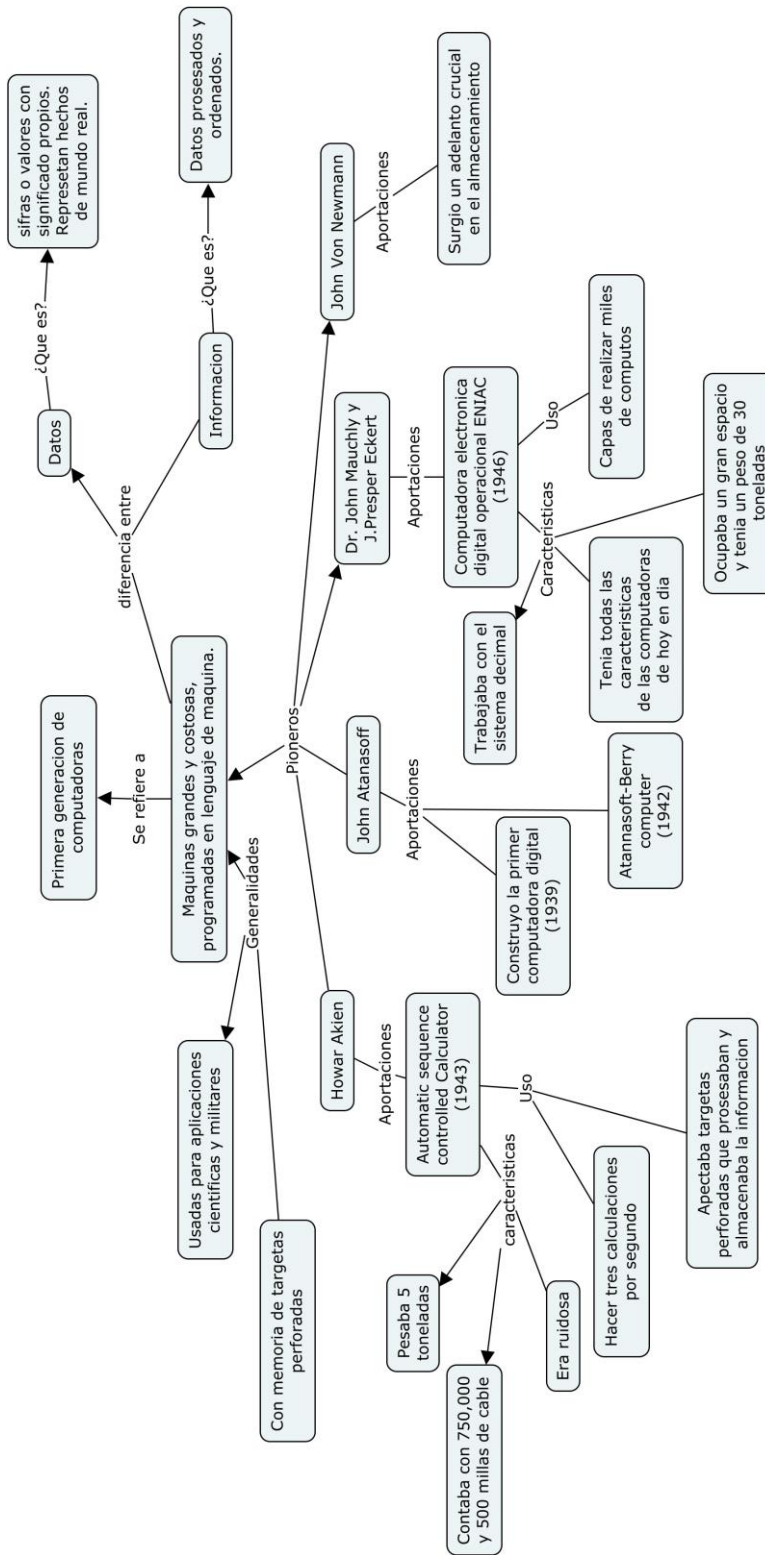 Primera generacion de
computadoras
Se refiere a
Maquinas grandes y costosas,
programadas en lenguaje de maquina.
diferencia entre
Datos
¿Que es?
sifras o valores con
significado propios.
Represetan hechos
de mundo real.
Informacion
¿Que es?
Datos prosesados y
ordenados.
Generalidades
Usadas para aplicaciones
cientificas y militares
Con memoria de targetas
perforadas
Pioneros
Howar Akien
Aportaciones
Automatic sequence
controlled Calculator
(1943)
caracteristicas
Pesaba 5
toneladas
Contaba con 750,000
y 500 millas de cable
Era ruidosa
Uso
Hacer tres calculaciones
por segundo
Apectaba targetas
perforadas que prosesaban y
almacenaba la informacion
John Atanasoff
Aportaciones
Construyo la primer
computadora digital
(1939)
Atannasoft-Berry
computer
(1942)
Dr. John Mauchly y
J.Presper Eckert
Aportaciones
Computadora electronica
digital operacional ENIAC
(1946)
Caracteristicas
Trabajaba con el
sistema decimal
Tenia todas las
caracteristicas
de las computadoras
de hoy en dia
Ocupaba un gran espacio
y tenia un peso de 30
toneladas
Uso
Capas de realizar miles
de computos
John Von Newmann
Aportaciones
Surgio un adelanto crucial
en el almacenamiento